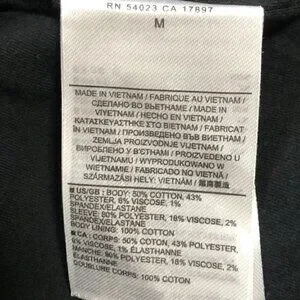 RN 54023 CA 17897
M
MADE IN VIETNAM / FABRIQUE AU VIETNAM /
СДЕЛАНО ВО ВЬЕТНАМЕ / MADE IN
VIYETNAM / HECHO EN VIETNAM /
ΚΑΤΑΣΚΕΥΑΣΤΗΚΕ ΣΤΟ ΒΙΕΤΝΑΜ / FABRICAT
ÎN VIETNAM / ПРОИЗВЕДЕНО ВЪВ ВИЕТНАМ /
ZEMLJA PROIZVODNJE VIJETNAM /
ВИРОБЛЕНО У В'ЄТНАМІ / PROIZVEDENO U
VIJETNAMU / WYPRODUKOWANO W
WIETNAMIE / FABRICADO NO VIETNÃ /
SZÁRMAZÁSI HELY: VIETNAM / 越南製造
US/GB : BODY: 50% COTTON, 43%
POLYESTER, 6% VISCOSE, 1%
SPANDEX/ELASTANE
SLEEVE: 80% POLYESTER, 18% VISCOSE, 2%
SPANDEX/ELASTANE
BODY LINING: 100% COTTON
CA : CORPS: 50% COTON, 43% POLYESTER,
6% VISCOSE, 1% ÉLASTHANNE
MANCHE: 80% POLYESTER, 18% VISCOSE, 2%
ÉLASTHANNE
DOUBLURE CORPS: 100% COTON